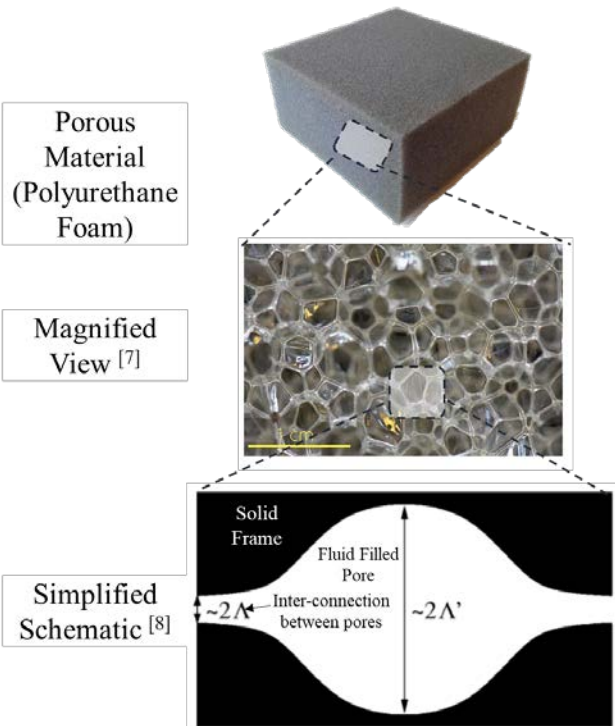 Porous
Material
(Polyurethane
Foam)
Magnified
View [7]
1 cm
Simplified
Schematic [8]
Solid
Frame
Fluid Filled
Pore
~2Λ
Inter-connection
between pores
~2Λ'